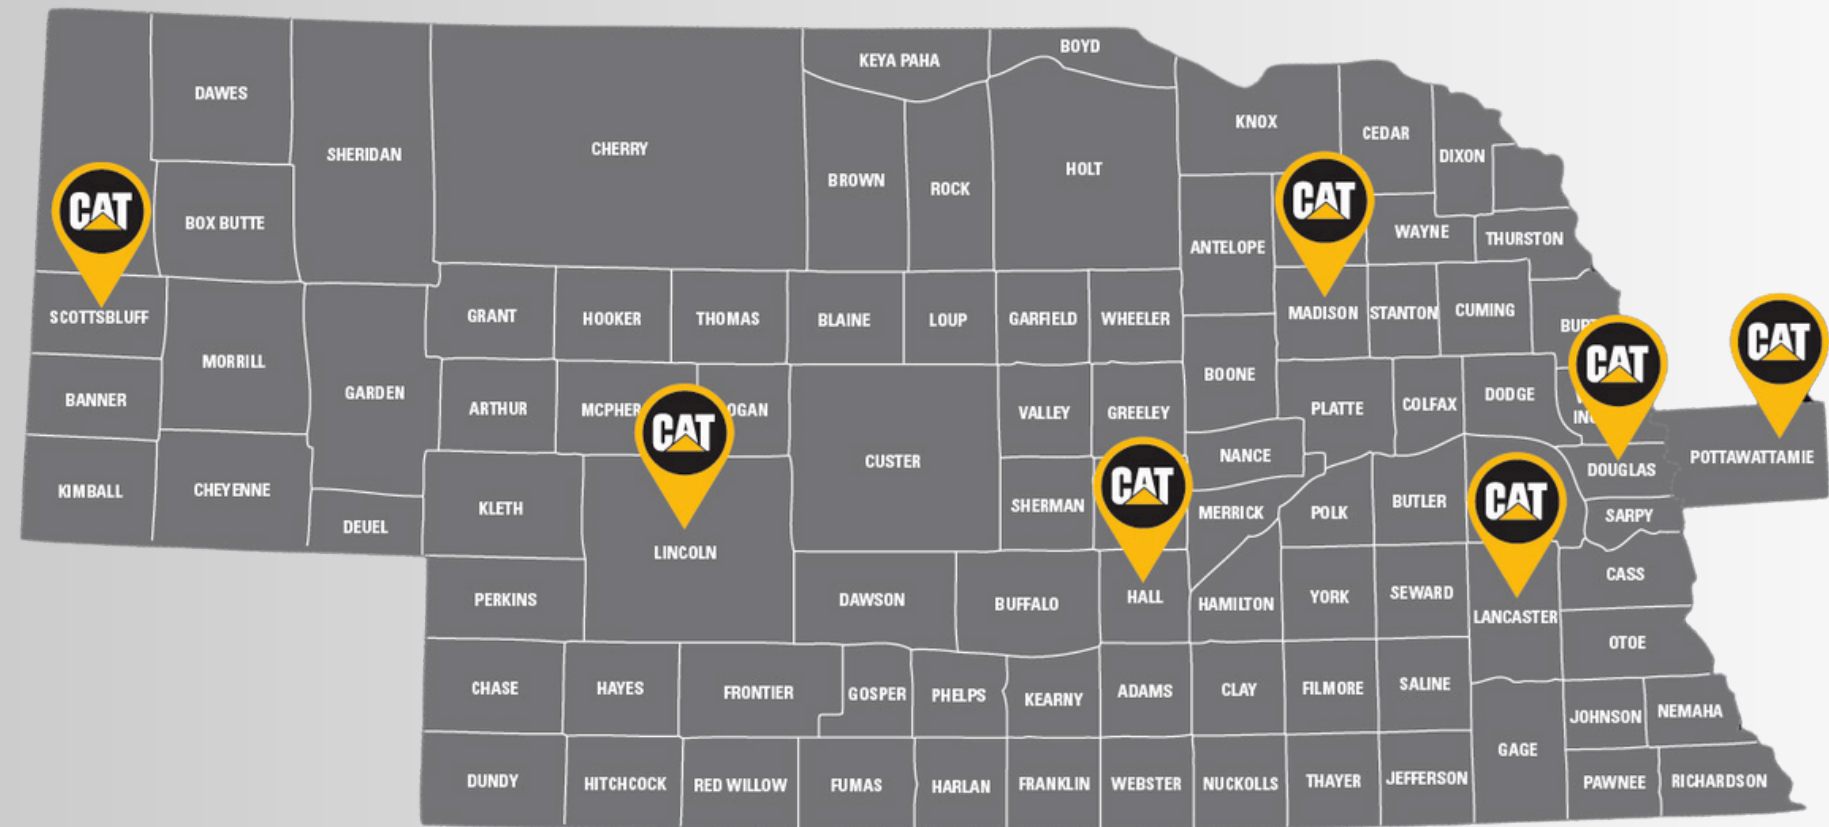 BOYD
KEYA PAHA
DAWES
KNOX
CEDAR
CHERRY
SHERIDAN
DIXON
HOLT
BROWN
ROCK
CAT
CAT
BOX BUTTE
WAYNE
THURSTON
ANTELOPE
SCOTTSBLUFF
GRANT
HOOKER
THOMAS
BLAINE
LOUP
GARFIELD
WHEELER
MADISON
STANTON
CUMING
CAT
CAT
MORRILL
BOONE
GARDEN
BANNER
ARTHUR
MCPHER
OGAN
VALLEY
GREELEY
PLATTE
COLFAX
DODGE
CAT
CUSTER
NANCE
POTTAWATTAMIE
DOUGLAS
KIMBALL
CHEYENNE
CAT
CAT
KLETH
SHERMAN
MERRICK
POLK
BUTLER
SARPY
DEUEL
LINCOLN
CASS
PERKINS
DAWSON
BUFFALO
HALL
HAMILTON
YORK
SEWARD
LANCASTER
OTOE
CHASE
HAYES
FRONTIER
GOSPER
PHELPS
KEARNY
ADAMS
CLAY
FILMORE
SALINE
JOHNSON
NEMAHA
GAGE
DUNDY
HITCHCOCK
RED WILLOW
FUMAS
HARLAN
FRANKLIN
WEBSTER
NUCKOLLS
THAYER
JEFFERSON
PAWNEE
RICHARDSON